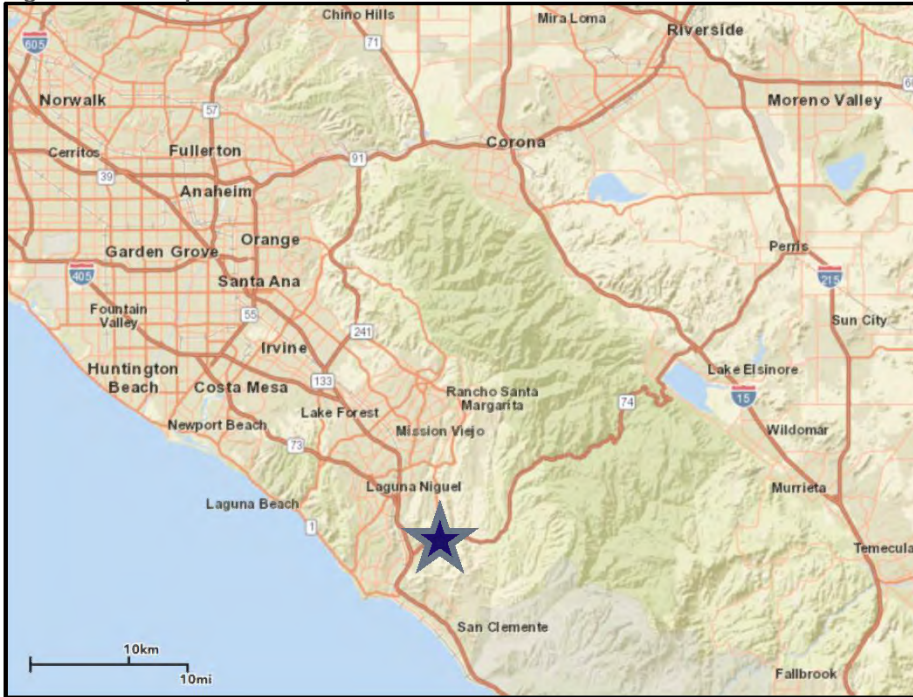 Chino Hills
Mira Loma
Riverside
605
71
60
Norwalk
57
Moreno Valley
Cerritos
Fullerton
91
Corona
39
Anaheim
Orange
Garden Grove
Perris
405
Santa Ana
215
Fountain
Valley
55
241
Sun City
Irvine
Huntington
Beach
133
Lake Elsinore
Costa Mesa
Rancho Santa
Margarita
15
Lake Forest
74
Newport Beach
Mission Viejo
Wildomar
73
Laguna Niguel
Murrieta
Laguna Beach
1
Temecula
San Clemente
10km
10mi
Fallbrook